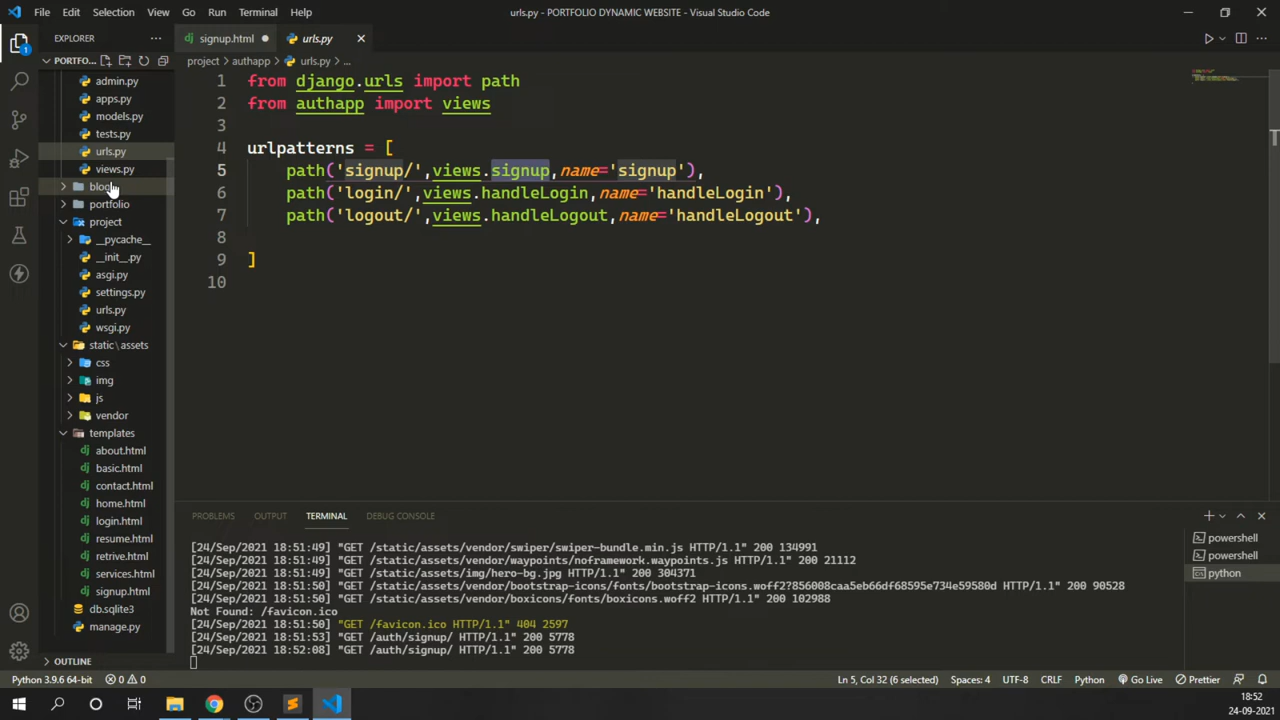 File Edit Selection View Go Run Terminal Help
urls.py - PORTFOLIO DYNAMIC WEBSITE - Visual Studio Code
EXPLORER
signup.html
urls.py
PORTFO...
project > authapp > urls.py > ...
admin.py
apps.py
models.py
tests.py
urls.py
views.py
portfolio
project
__pycache__
__init__.py
asgi.py
settings.py
urls.py
wsgi.py
static\assets
css
img
js
vendor
templates
about.html
basic.html
contact.html
home.html
login.html
resume.html
retrive.html
services.html
signup.html
db.sqlite3
manage.py
OUTLINE
1 from django.urls import path
2 from authapp import views
3
4 urlpatterns = [
5 path('signup/',views.signup,name='signup'),
6 path('login/',views.handleLogin,name='handleLogin'),
7 path('logout/',views.handleLogout,name='handleLogout'),
8
9 ]
10
PROBLEMS OUTPUT TERMINAL DEBUG CONSOLE
[24/Sep/2021 18:51:49] "GET /static/assets/vendor/swiper/swiper-bundle.min.js HTTP/1.1" 200 134991
[24/Sep/2021 18:51:49] "GET /static/assets/vendor/waypoints/noframework.waypoints.js HTTP/1.1" 200 21112
[24/Sep/2021 18:51:49] "GET /static/assets/img/hero-bg.jpg HTTP/1.1" 200 304371
[24/Sep/2021 18:51:50] "GET /static/assets/vendor/bootstrap-icons/fonts/bootstrap-icons.woff2?856008caa5eb66df68595e734e59580d HTTP/1.1" 200 90528
[24/Sep/2021 18:51:50] "GET /static/assets/vendor/boxicons/fonts/boxicons.woff2 HTTP/1.1" 200 102988
Not Found: /favicon.ico
[24/Sep/2021 18:51:50] "GET /favicon.ico HTTP/1.1" 404 2597
[24/Sep/2021 18:51:53] "GET /auth/signup/ HTTP/1.1" 200 5778
[24/Sep/2021 18:52:08] "GET /auth/signup/ HTTP/1.1" 200 5778
powershell
powershell
python
Python 3.9.6 64-bit 0 0
Ln 5, Col 32 (6 selected) Spaces: 4 UTF-8 CRLF Python Go Live Prettier
18:52
24-09-2021